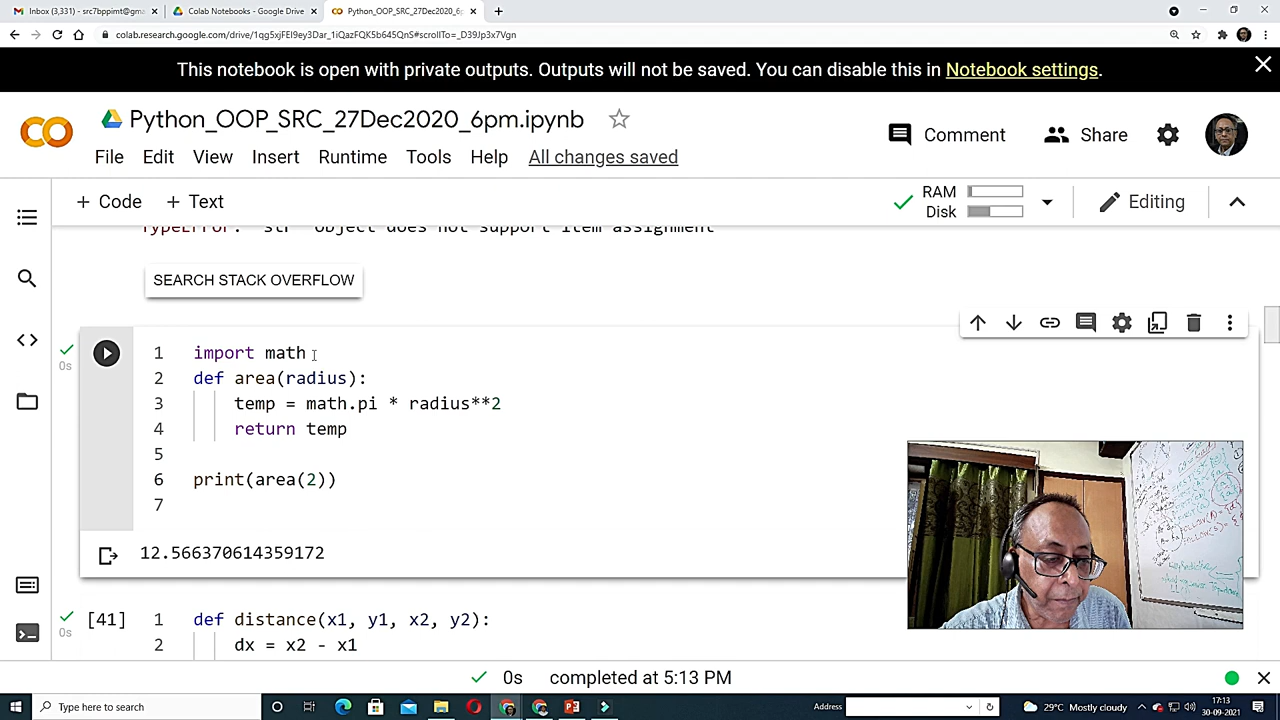 Inbox (3,331) - src7bppimt@gma
Colab Notebooks - Google Drive
Python_OOP_SRC_27Dec2020_6
colab.research.google.com/drive/1qg5xjFEI9ey3Dar_1iQazFQK5b645QnS#scrollTo=_D39Jp3x7Vgn
This notebook is open with private outputs. Outputs will not be saved. You can disable this in Notebook settings.
Python_OOP_SRC_27Dec2020_6pm.ipynb
Comment
Share
File Edit View Insert Runtime Tools Help All changes saved
+ Code + Text
RAM
Disk
Editing
TypeError: 'str' object does not support item assignment
SEARCH STACK OVERFLOW
0s
1 import math
2 def area(radius):
3 temp = math.pi * radius**2
4 return temp
5
6 print(area(2))
7
12.566370614359172
0s
[41] 1 def distance(x1, y1, x2, y2):
2 dx = x2 - x1
0s completed at 5:13 PM
Type here to search
Address
29°C Mostly cloudy
ENG
17:13
30-09-2021